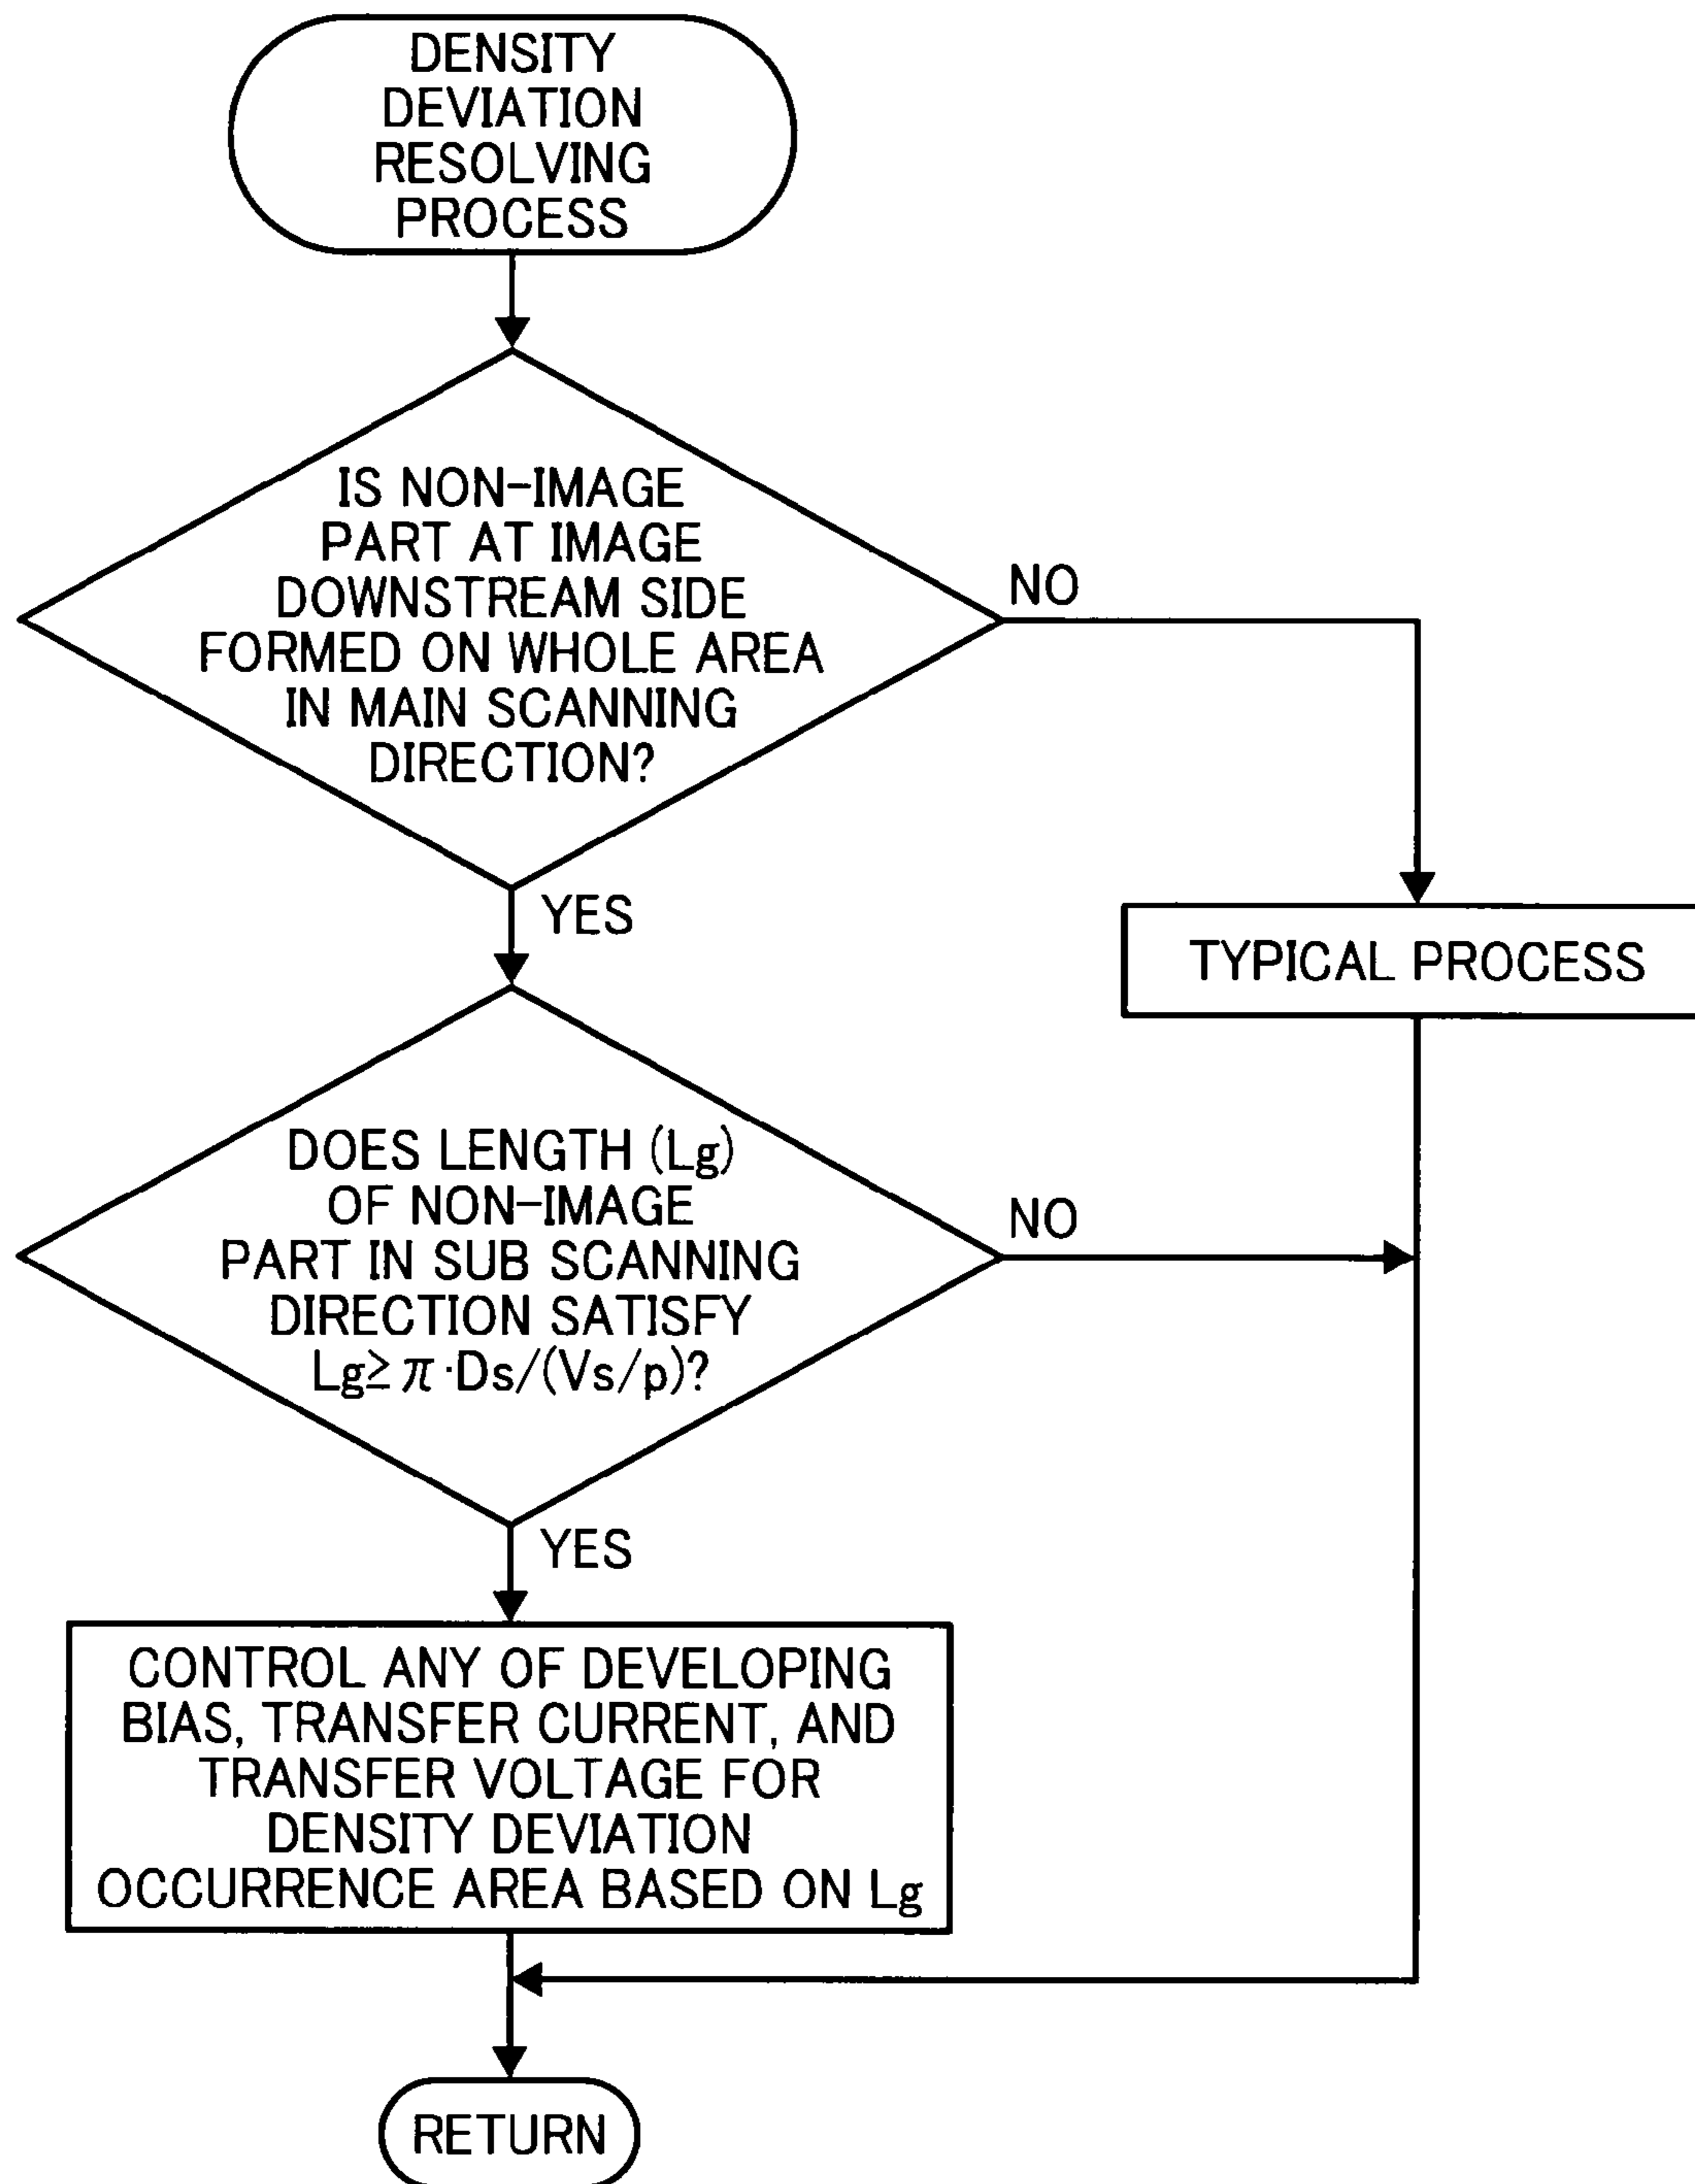 DENSITY
DEVIATION
RESOLVING
PROCESS
IS NON-IMAGE
PART AT IMAGE
DOWNSTREAM SIDE
FORMED ON WHOLE AREA
IN MAIN SCANNING
DIRECTION?
NO
YES
TYPICAL PROCESS
DOES LENGTH (Lg)
OF NON-IMAGE
PART IN SUB SCANNING
DIRECTION SATISFY
Lg≧π·Ds/(Vs/p)?
NO
YES
CONTROL ANY OF DEVELOPING
BIAS, TRANSFER CURRENT, AND
TRANSFER VOLTAGE FOR
DENSITY DEVIATION
OCCURRENCE AREA BASED ON Lg
RETURN